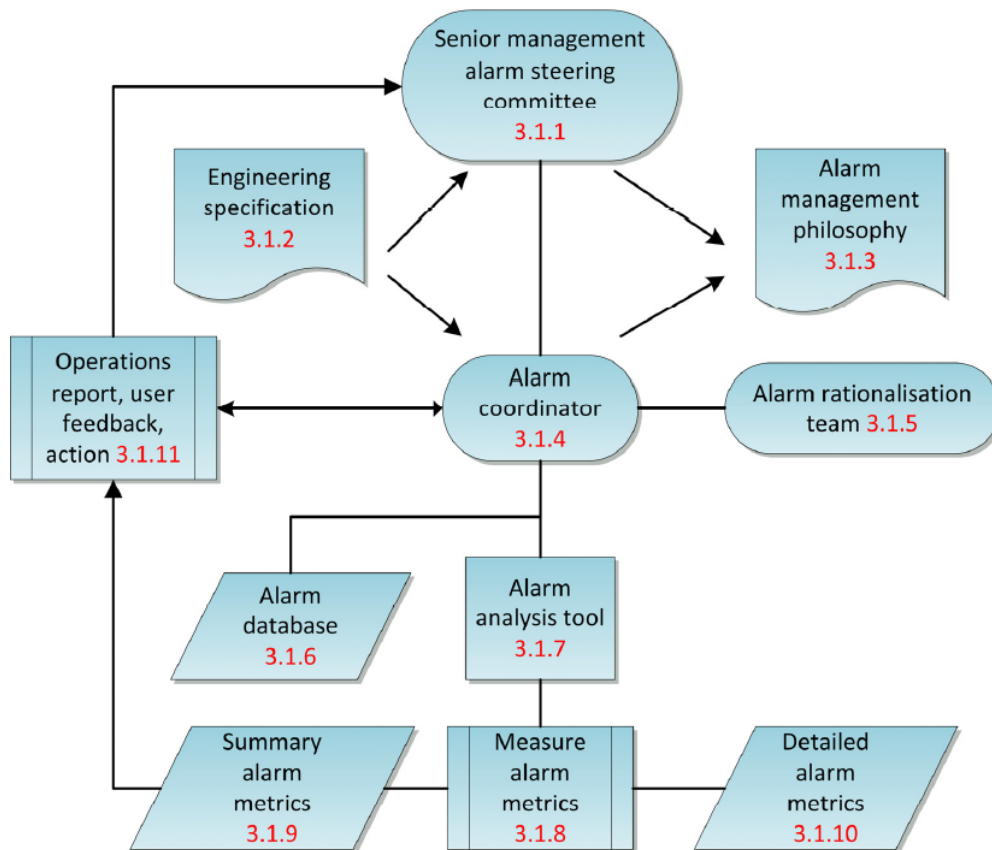 Senior management
alarm steering
committee
3.1.1
Engineering
specification
3.1.2
Alarm
management
philosophy
3.1.3
Operations
report, user
feedback,
action 3.1.11
Alarm
coordinator
3.1.4
Alarm rationalisation
team 3.1.5
Alarm
database
3.1.6
Alarm
analysis tool
3.1.7
Summary
alarm
metrics
3.1.9
Measure
alarm
metrics
3.1.8
Detailed
alarm
metrics
3.1.10